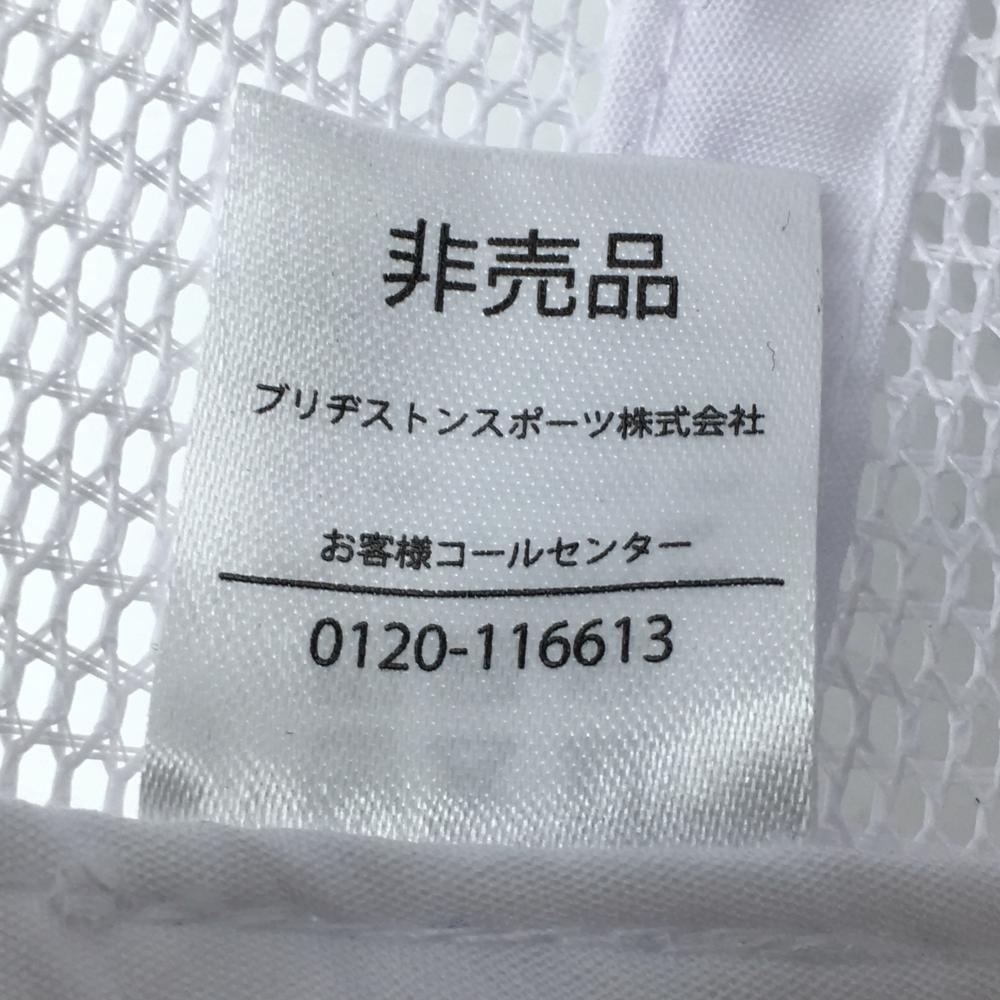 非売品
ブリヂストンスポーツ株式会社
お客様コールセンター
0120-116613